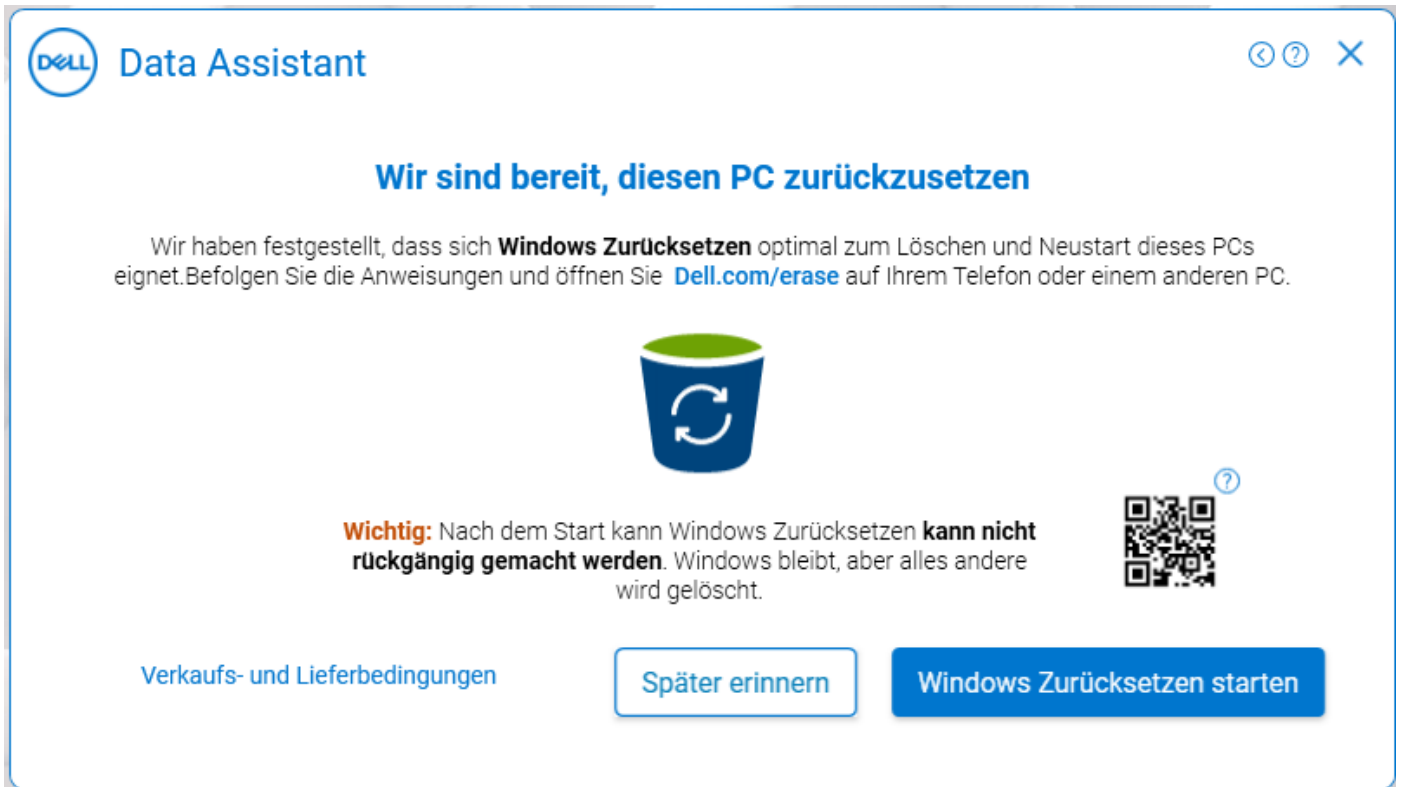 DELL Data Assistant
Wir sind bereit, diesen PC zurückzusetzen
Wir haben festgestellt, dass sich Windows Zurücksetzen optimal zum Löschen und Neustart dieses PCs
eignet.Befolgen Sie die Anweisungen und öffnen Sie Dell.com/erase auf Ihrem Telefon oder einem anderen PC.
?
Wichtig: Nach dem Start kann Windows Zurücksetzen kann nicht
rückgängig gemacht werden. Windows bleibt, aber alles andere
wird gelöscht.
Verkaufs- und Lieferbedingungen
Später erinnern
Windows Zurücksetzen starten